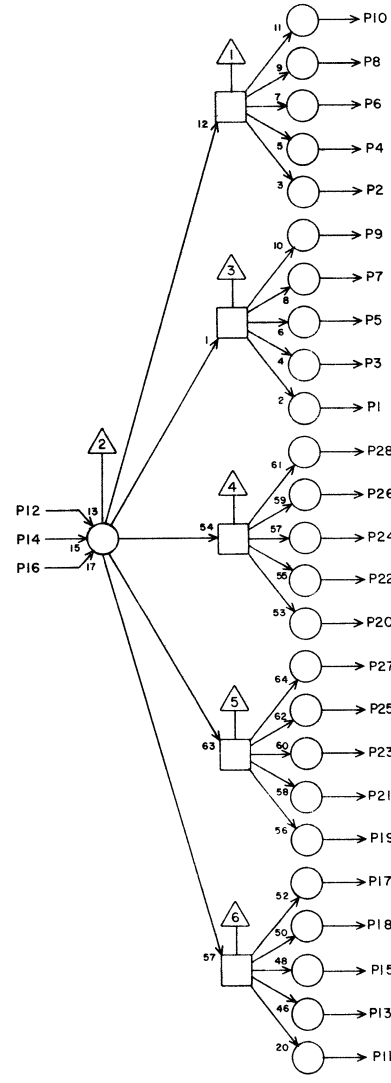 11 P10
1 9 P8
7 P6
12 5 P4
3 P2
10 P9
3 8 P7
6 P5
1 4 P3
2 P1
61 P28
2 4 59 P26
P12 13 54 57 P24
P14 15 55 P22
P16 17 53 P20
64 P27
5 62 P25
63 60 P23
58 P21
56 P19
52 P17
6 50 P18
57 48 P15
46 P13
20 P11